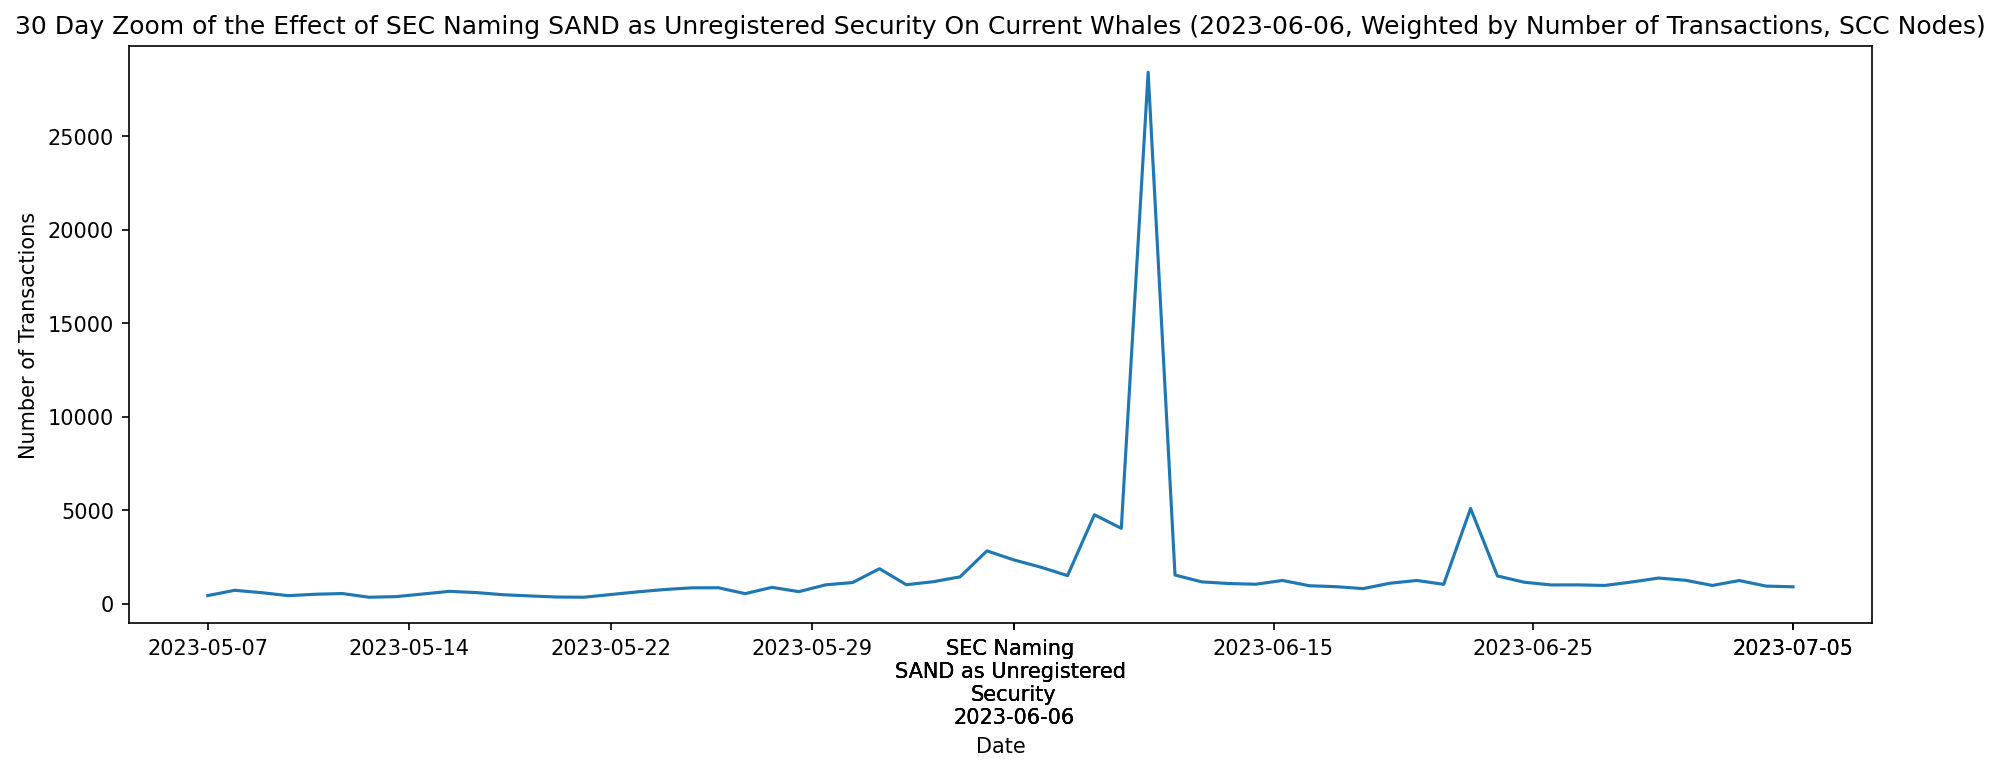 30 Day Zoom of the Effect of SEC Naming SAND as Unregistered Security On Current Whales (2023-06-06, Weighted by Number of Transactions, SCC Nodes)
Number of Transactions
25000
20000
15000
10000
5000
0
2023-05-07
2023-05-14
2023-05-22
2023-05-29
SEC Naming
SAND as Unregistered
Security
2023-06-06
2023-06-15
2023-06-25
2023-07-05
Date